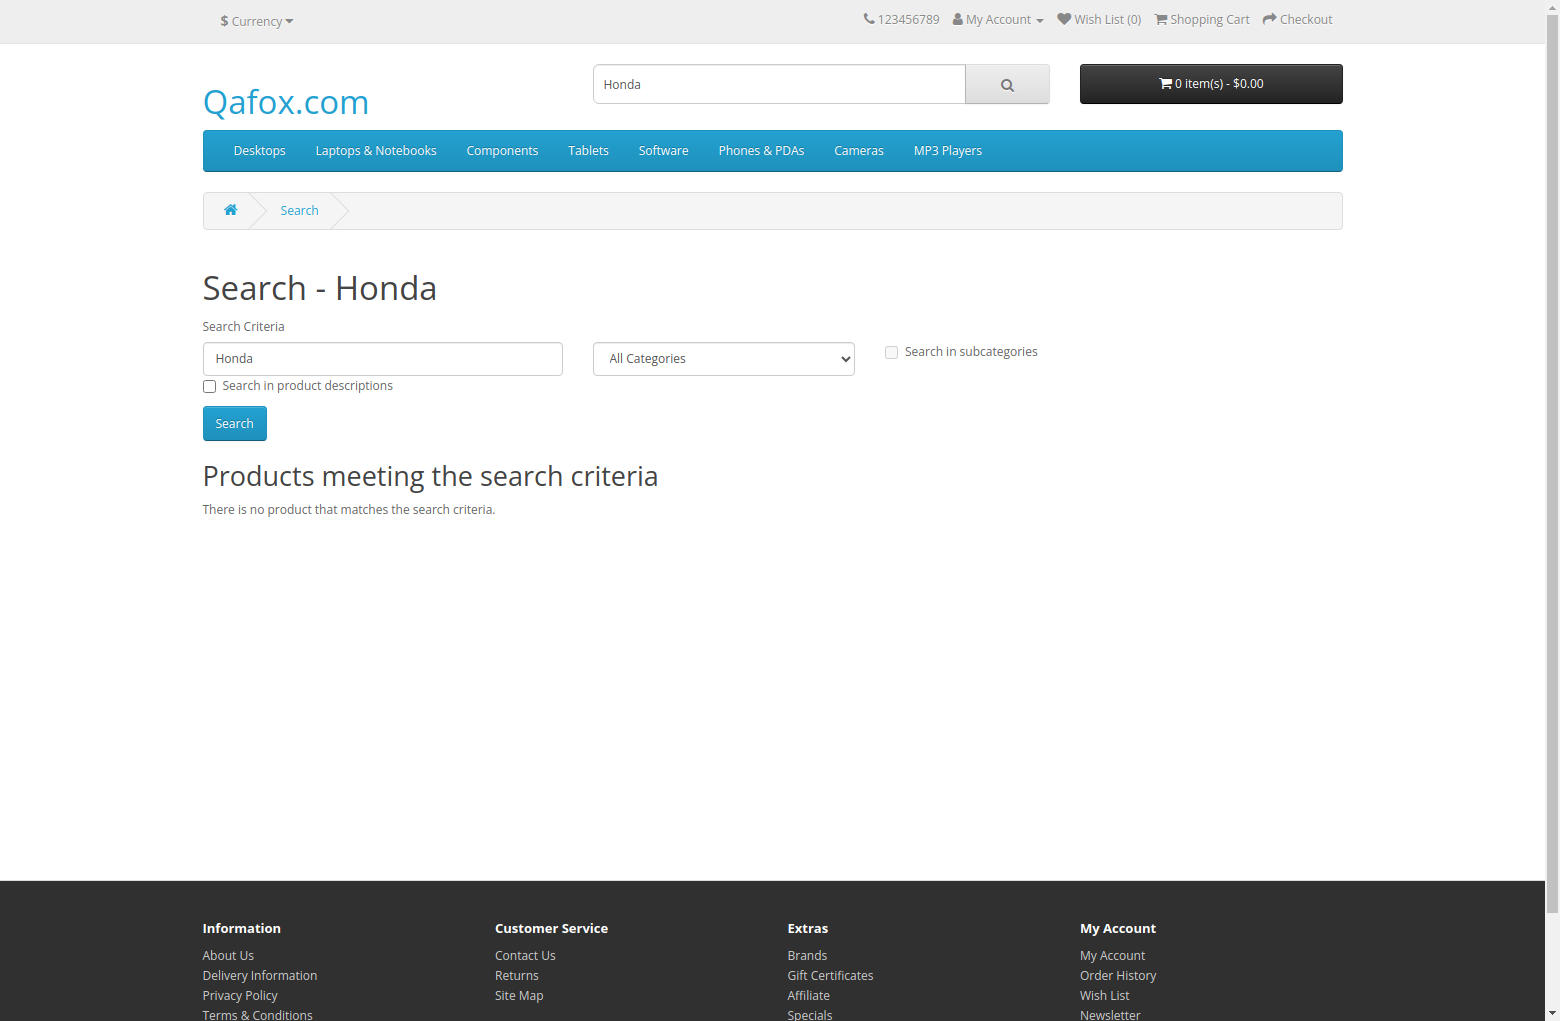 $ Currency
123456789 My Account Wish List (0) Shopping Cart Checkout
Qafox.com
Honda
0 item(s) - $0.00
Desktops Laptops & Notebooks Components Tablets Software Phones & PDAs Cameras MP3 Players
Search
Search - Honda
Search Criteria
Honda
All Categories
Search in subcategories
Search in product descriptions
Search
Products meeting the search criteria
There is no product that matches the search criteria.
Information
About Us
Delivery Information
Privacy Policy
Terms & Conditions
Customer Service
Contact Us
Returns
Site Map
Extras
Brands
Gift Certificates
Affiliate
Specials
My Account
My Account
Order History
Wish List
Newsletter